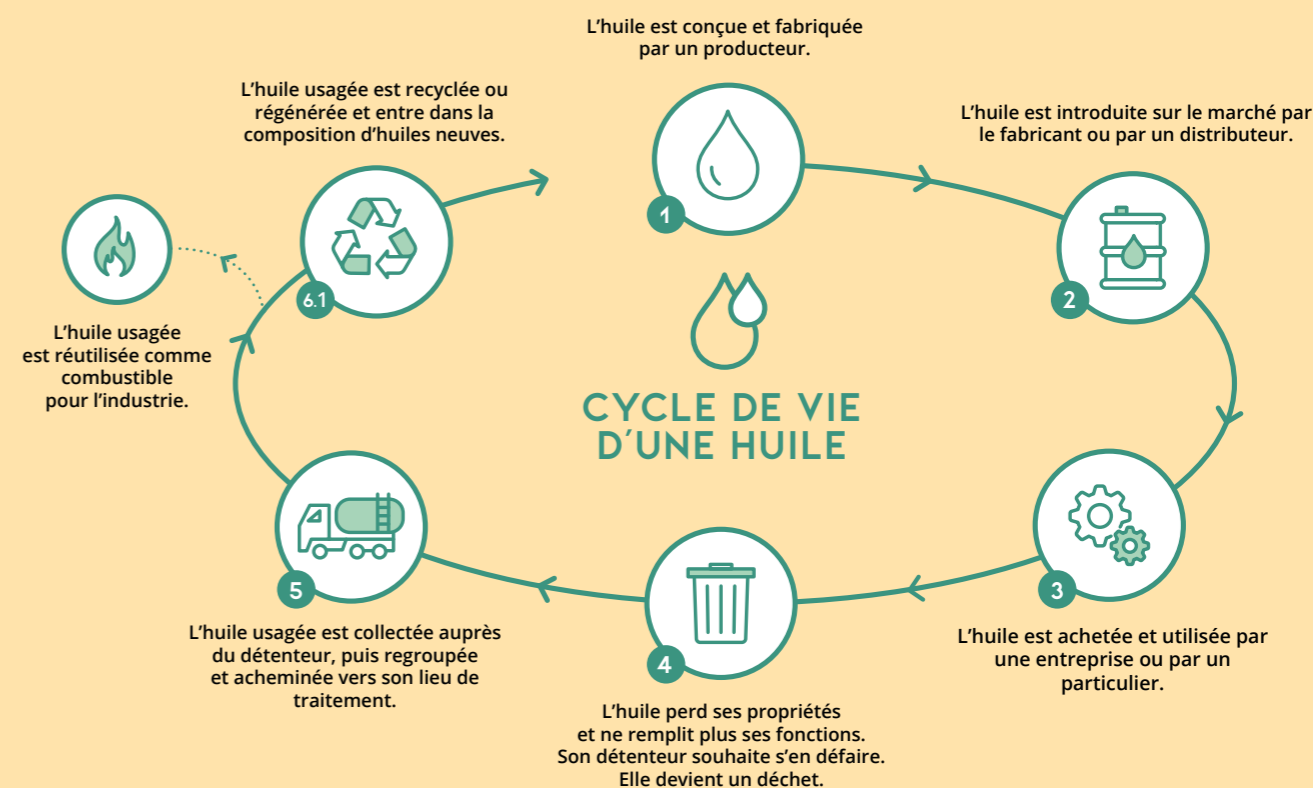 L’huile est conçue et fabriquée
par un producteur.
1
L’huile est introduite sur le marché par
le fabricant ou par un distributeur.
2
L’huile est achetée et utilisée par
une entreprise ou par un
particulier.
3
L’huile perd ses propriétés
et ne remplit plus ses fonctions.
Son détenteur souhaite s’en défaire.
Elle devient un déchet.
4
L’huile usagée est collectée auprès
du détenteur, puis regroupée
et acheminée vers son lieu de
traitement.
5
L’huile usagée est recyclée ou
régénérée et entre dans la
composition d’huiles neuves.
6.1
L’huile usagée
est réutilisée comme
combustible
pour l’industrie.
CYCLE DE VIE
D’UNE HUILE